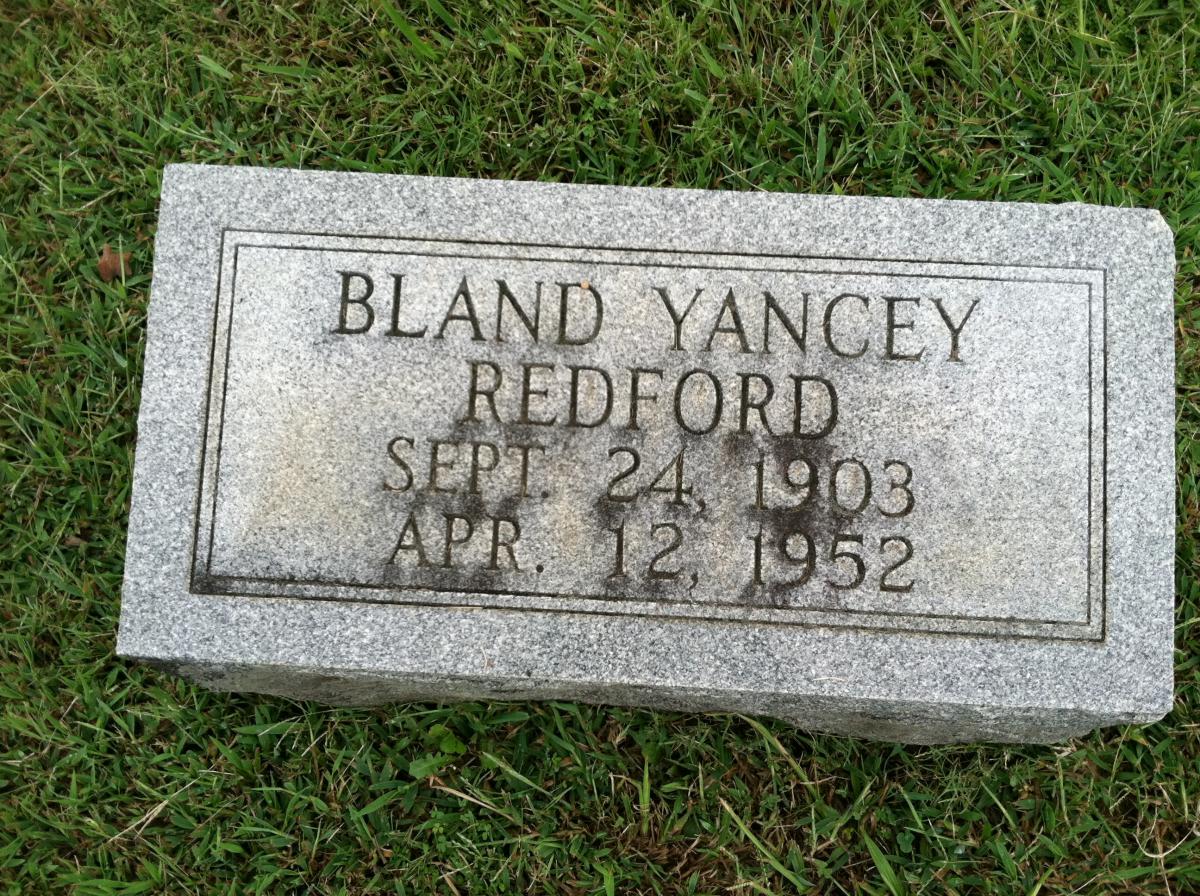 BLAND YANCEY
REDFORD
SEPT. 24, 1903
APR. 12, 1952